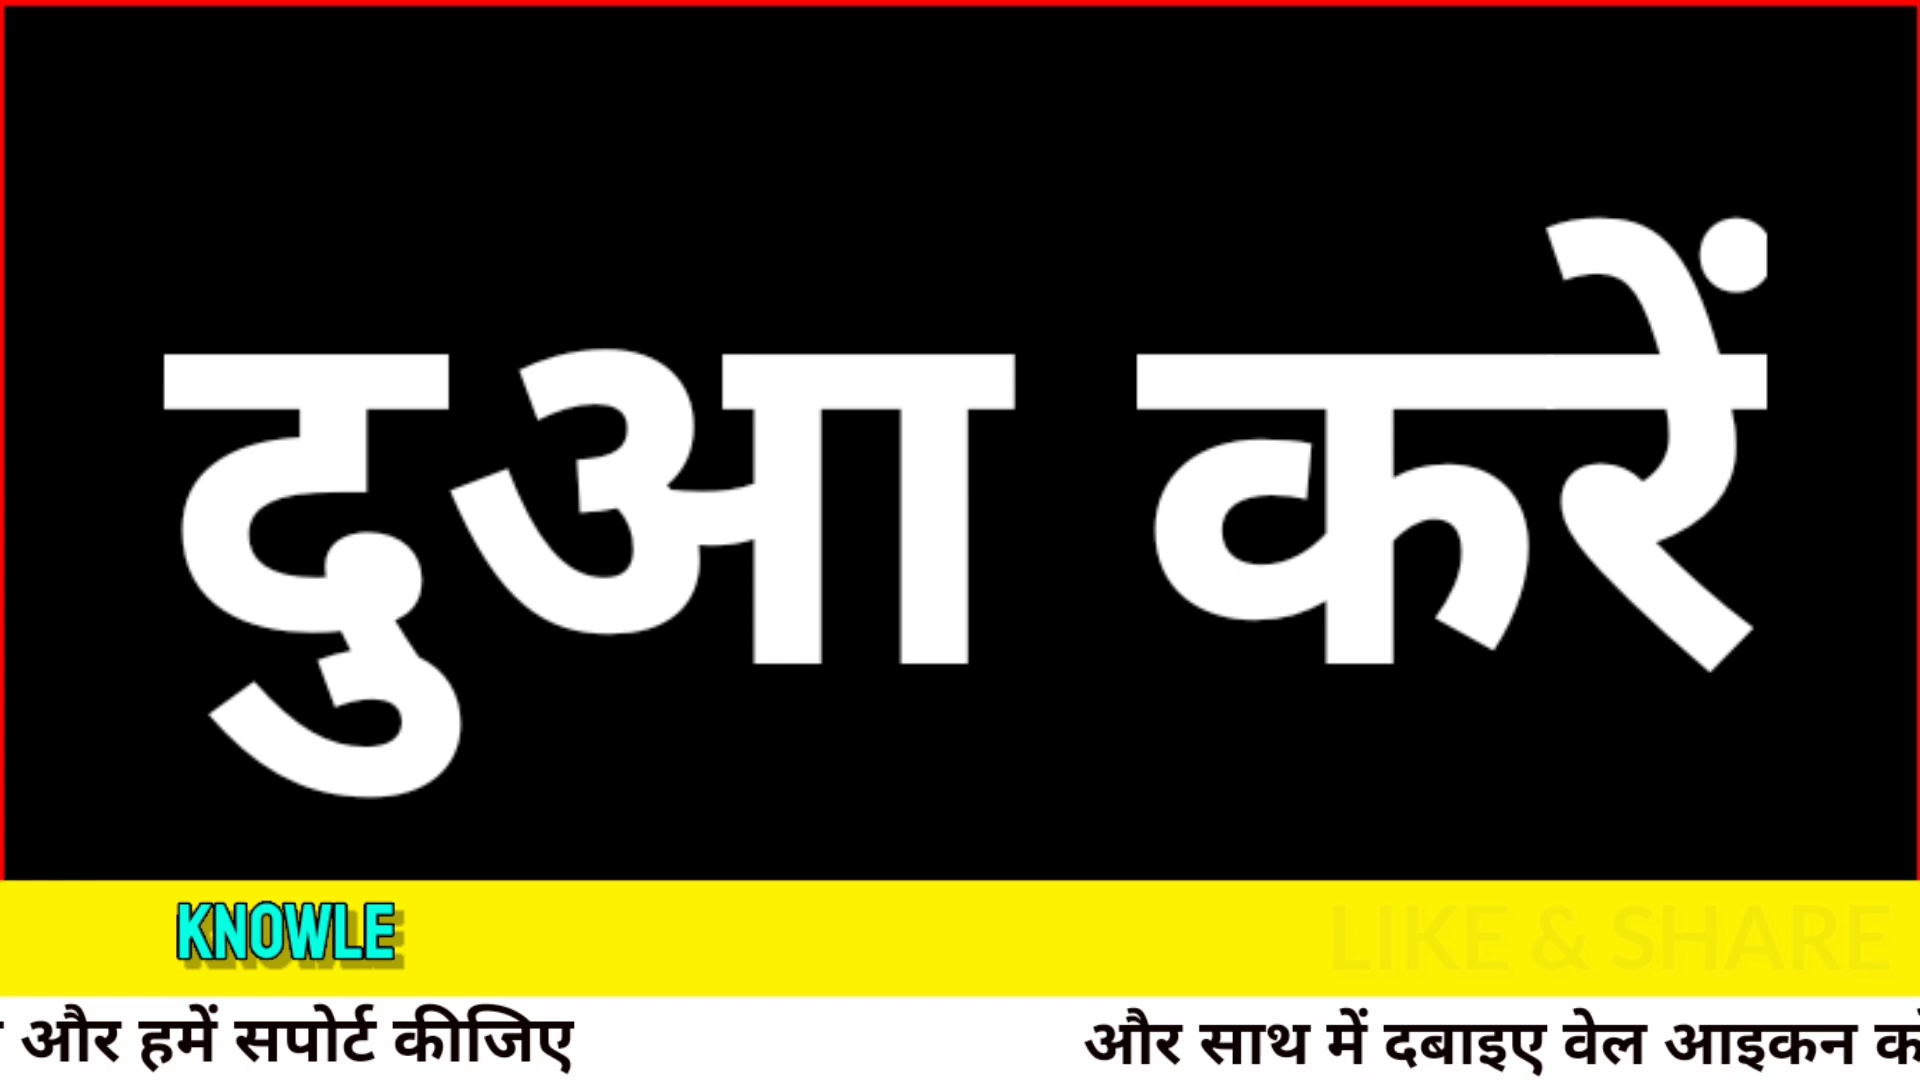 दुआ करें
KNOWLE
LIKE & SHARE
और हमें सपोर्ट कीजिए
और साथ में दबाइए वेल आइकन